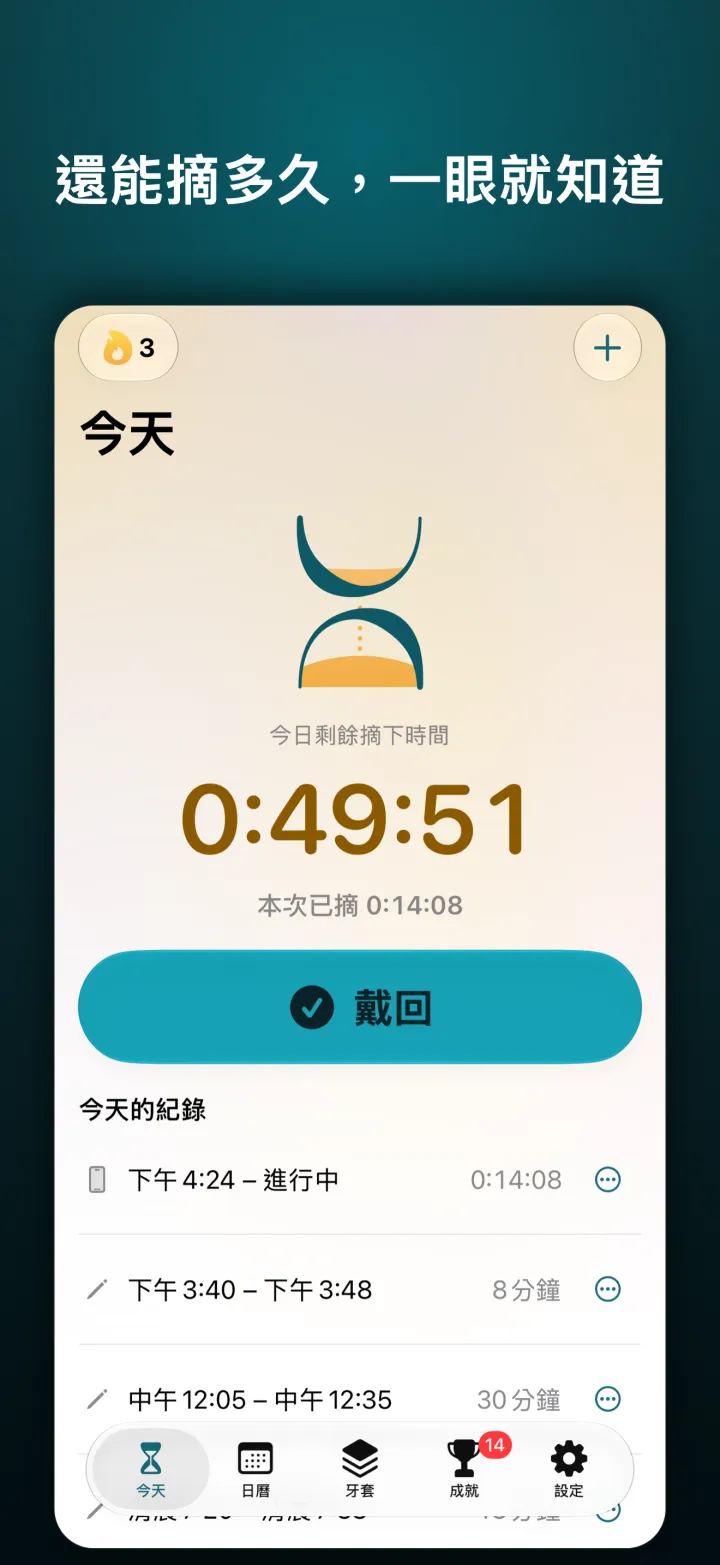 還能摘多久，一眼就知道
3
今天
今日剩餘摘下時間
0:49:51
本次已摘 0:14:08
戴回
今天的紀錄
下午 4:24 – 進行中 0:14:08
下午 3:40 – 下午 3:48 8 分鐘
中午 12:05 – 中午 12:35 30 分鐘
14
今天 日曆 牙套 成就 設定